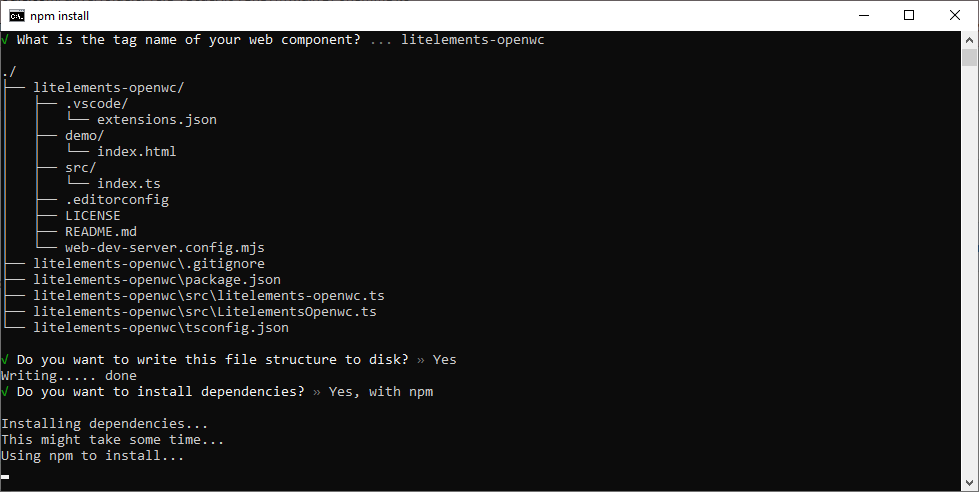 npm install
√ What is the tag name of your web component? ... litelements-openwc
./
├── litelements-openwc/
│   ├── .vscode/
│   │   └── extensions.json
│   ├── demo/
│   │   └── index.html
│   ├── src/
│   │   └── index.ts
│   ├── .editorconfig
│   ├── LICENSE
│   ├── README.md
│   └── web-dev-server.config.mjs
├── litelements-openwc\.gitignore
├── litelements-openwc\package.json
├── litelements-openwc\src\litelements-openwc.ts
├── litelements-openwc\src\LitelementsOpenwc.ts
└── litelements-openwc\tsconfig.json
√ Do you want to write this file structure to disk? » Yes
Writing..... done
√ Do you want to install dependencies? » Yes, with npm
Installing dependencies...
This might take some time...
Using npm to install...